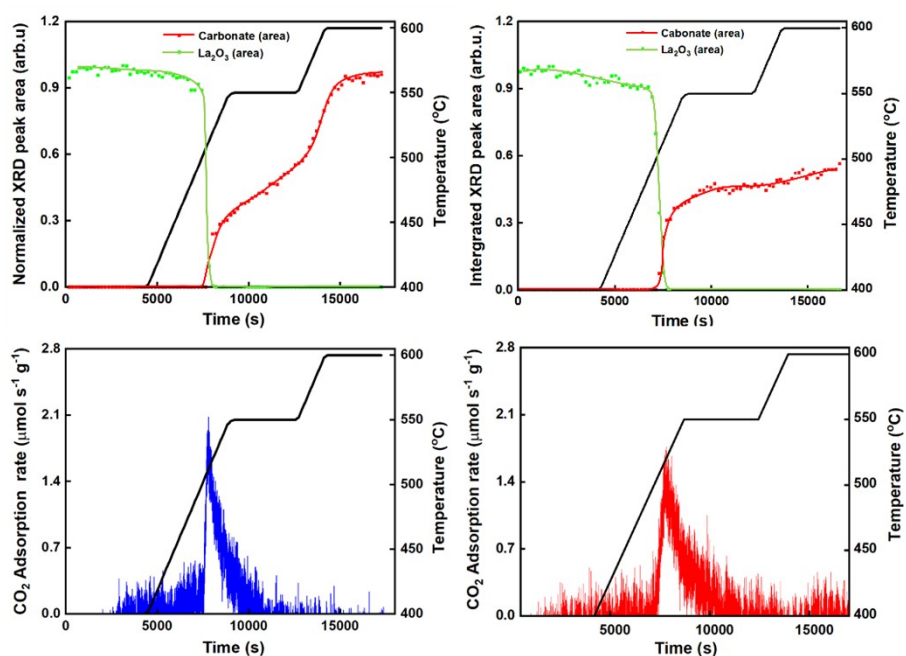 Normalized XRD peak area (arb.u)
1.2
0.9
0.6
0.3
0.0
Cabonate (area)
La₂O₃ (area)
600
550
500
450
400
Temperature (°C)
0 5000 10000 15000
Time (s)
Intergrated XRD peak area (arb.u.)
1.2
0.9
0.6
0.3
0.0
Cabonate (area)
La₂O₃ (area)
600
550
500
450
400
Temperature (°C)
0 5000 10000 15000
Time (s)
CO₂ Adsorption rate (μmol s⁻¹ g⁻¹)
2.8
2.1
1.4
0.7
0.0
600
550
500
450
400
Temperature (°C)
0 5000 10000 15000
Time (s)
CO₂ Adsorption rate (μmol s⁻¹ g⁻¹)
2.8
2.1
1.4
0.7
0.0
600
550
500
450
400
Temperature (°C)
5000 10000 15000
Time (s)